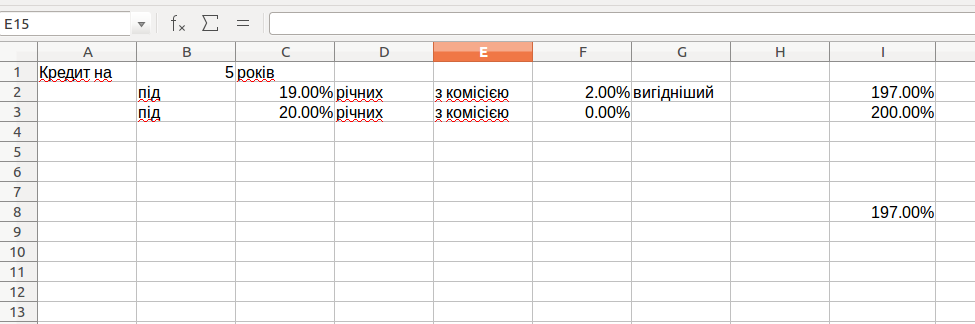 E15
A B C D E F G H I
1 Кредит на 5 років
2 під 19.00% річних з комісією 2.00% вигідніший 197.00%
3 під 20.00% річних з комісією 0.00% 200.00%
4
5
6
7
8 197.00%
9
10
11
12
13